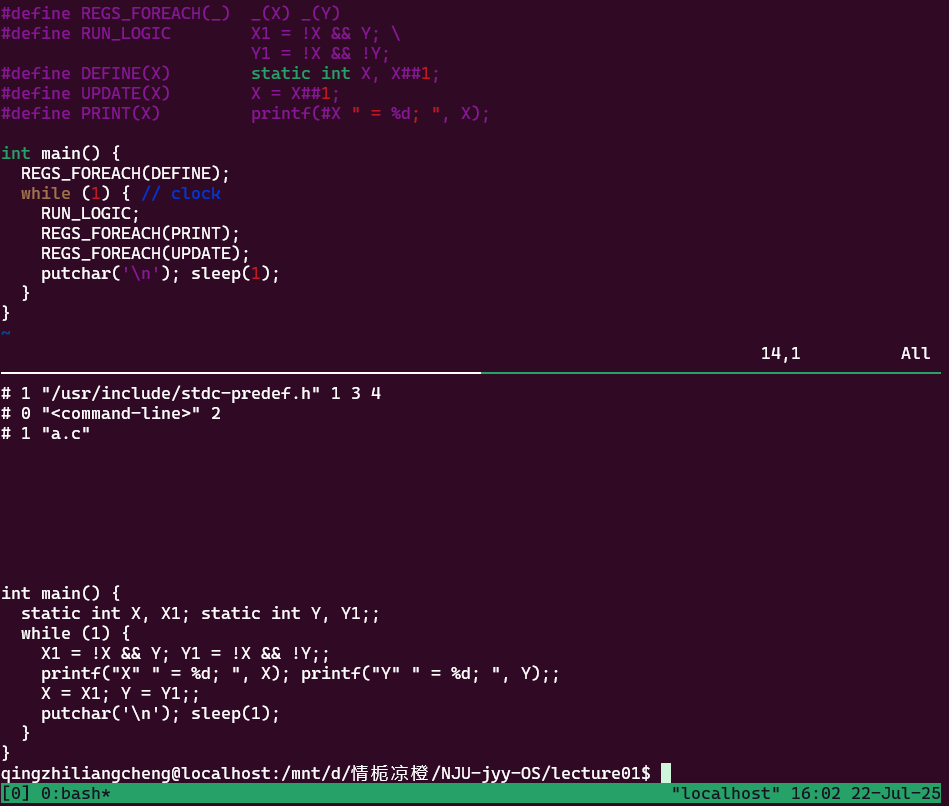 #define REGS_FOREACH(_)  _(X) _(Y)
#define RUN_LOGIC        X1 = !X && Y; \
                         Y1 = !X && !Y;
#define DEFINE(X)        static int X, X##1;
#define UPDATE(X)        X = X##1;
#define PRINT(X)         printf(#X " = %d; ", X);

int main() {
  REGS_FOREACH(DEFINE);
  while (1) { // clock
    RUN_LOGIC;
    REGS_FOREACH(PRINT);
    REGS_FOREACH(UPDATE);
    putchar('\n'); sleep(1);
  }
}
~
14,1          All
# 1 "/usr/include/stdc-predef.h" 1 3 4
# 0 "<command-line>" 2
# 1 "a.c"

int main() {
  static int X, X1; static int Y, Y1;;
  while (1) {
    X1 = !X && Y; Y1 = !X && !Y;;
    printf("X" " = %d; ", X); printf("Y" " = %d; ", Y);;
    X = X1; Y = Y1;;
    putchar('\n'); sleep(1);
  }
}
qingzhiliangcheng@localhost:/mnt/d/情栀凉橙/NJU-jyy-OS/lecture01$
[0] 0:bash*          "localhost" 16:02 22-Jul-25